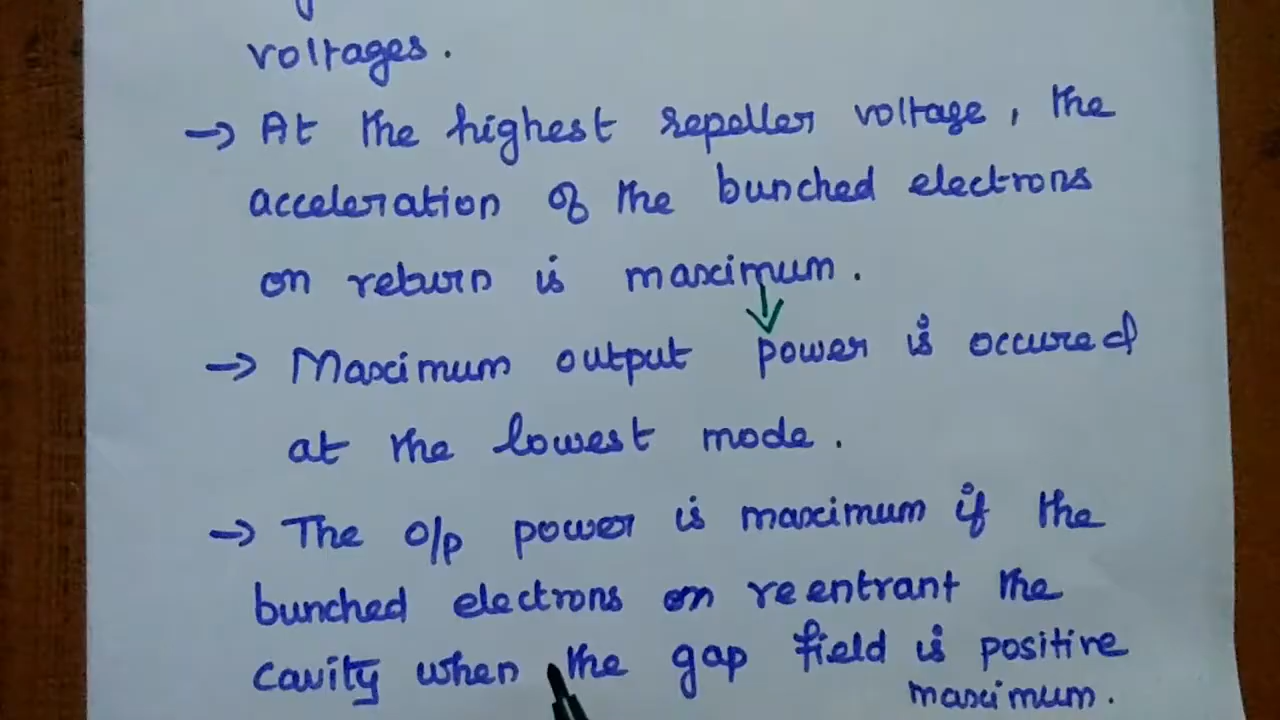 voltages.
→ At the highest repeller voltage, the
acceleration of the bunched electrons
on return is maximum.
→ Maximum output power is occured
at the lowest mode.
→ The o/p power is maximum if the
bunched electrons on reentrant the
cavity when the gap field is positive
maximum.